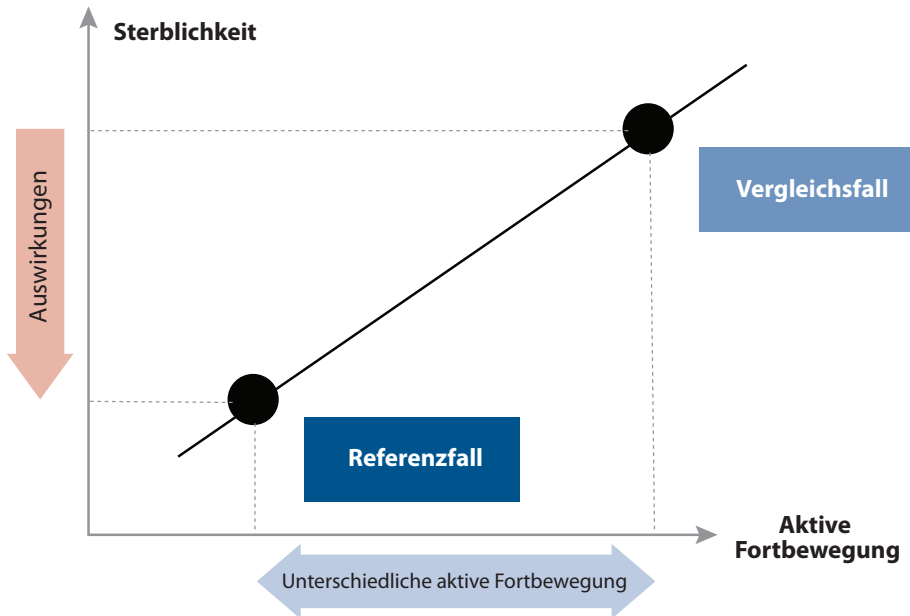 Sterblichkeit
Auswirkungen
Vergleichsfall
Referenzfall
Aktive
Fortbewegung
Unterschiedliche aktive Fortbewegung